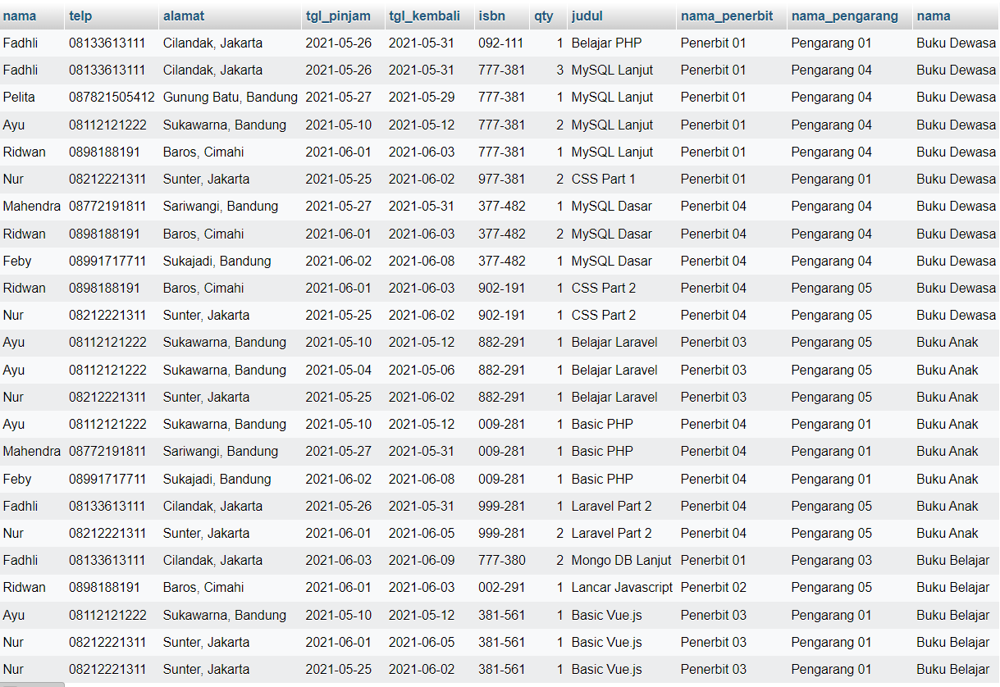 nama telp alamat tgl_pinjam tgl_kembali isbn qty judul nama_penerbit nama_pengarang nama
Fadhli 08133613111 Cilandak, Jakarta 2021-05-26 2021-05-31 092-111 1 Belajar PHP Penerbit 01 Pengarang 01 Buku Dewasa
Fadhli 08133613111 Cilandak, Jakarta 2021-05-26 2021-05-31 777-381 3 MySQL Lanjut Penerbit 01 Pengarang 04 Buku Dewasa
Pelita 087821505412 Gunung Batu, Bandung 2021-05-27 2021-05-29 777-381 1 MySQL Lanjut Penerbit 01 Pengarang 04 Buku Dewasa
Ayu 08112121222 Sukawarna, Bandung 2021-05-10 2021-05-12 777-381 2 MySQL Lanjut Penerbit 01 Pengarang 04 Buku Dewasa
Ridwan 0898188191 Baros, Cimahi 2021-06-01 2021-06-03 777-381 1 MySQL Lanjut Penerbit 01 Pengarang 04 Buku Dewasa
Nur 08212221311 Sunter, Jakarta 2021-05-25 2021-06-02 977-381 2 CSS Part 1 Penerbit 01 Pengarang 01 Buku Dewasa
Mahendra 08772191811 Sariwangi, Bandung 2021-05-27 2021-05-31 377-482 1 MySQL Dasar Penerbit 04 Pengarang 04 Buku Dewasa
Ridwan 0898188191 Baros, Cimahi 2021-06-01 2021-06-03 377-482 2 MySQL Dasar Penerbit 04 Pengarang 04 Buku Dewasa
Feby 08991717711 Sukajadi, Bandung 2021-06-02 2021-06-08 377-482 1 MySQL Dasar Penerbit 04 Pengarang 04 Buku Dewasa
Ridwan 0898188191 Baros, Cimahi 2021-06-01 2021-06-03 902-191 1 CSS Part 2 Penerbit 04 Pengarang 05 Buku Dewasa
Nur 08212221311 Sunter, Jakarta 2021-05-25 2021-06-02 902-191 1 CSS Part 2 Penerbit 04 Pengarang 05 Buku Dewasa
Ayu 08112121222 Sukawarna, Bandung 2021-05-10 2021-05-12 882-291 1 Belajar Laravel Penerbit 03 Pengarang 05 Buku Anak
Ayu 08112121222 Sukawarna, Bandung 2021-05-04 2021-05-06 882-291 1 Belajar Laravel Penerbit 03 Pengarang 05 Buku Anak
Nur 08212221311 Sunter, Jakarta 2021-05-25 2021-06-02 882-291 1 Belajar Laravel Penerbit 03 Pengarang 05 Buku Anak
Ayu 08112121222 Sukawarna, Bandung 2021-05-10 2021-05-12 009-281 1 Basic PHP Penerbit 04 Pengarang 01 Buku Anak
Mahendra 08772191811 Sariwangi, Bandung 2021-05-27 2021-05-31 009-281 1 Basic PHP Penerbit 04 Pengarang 01 Buku Anak
Feby 08991717711 Sukajadi, Bandung 2021-06-02 2021-06-08 009-281 1 Basic PHP Penerbit 04 Pengarang 01 Buku Anak
Fadhli 08133613111 Cilandak, Jakarta 2021-05-26 2021-05-31 999-281 1 Laravel Part 2 Penerbit 04 Pengarang 05 Buku Anak
Nur 08212221311 Sunter, Jakarta 2021-06-01 2021-06-05 999-281 2 Laravel Part 2 Penerbit 04 Pengarang 05 Buku Anak
Fadhli 08133613111 Cilandak, Jakarta 2021-06-03 2021-06-09 777-380 2 Mongo DB Lanjut Penerbit 01 Pengarang 03 Buku Belajar
Ridwan 0898188191 Baros, Cimahi 2021-06-01 2021-06-03 002-291 1 Lancar Javascript Penerbit 02 Pengarang 05 Buku Belajar
Ayu 08112121222 Sukawarna, Bandung 2021-05-10 2021-05-12 381-561 1 Basic Vue.js Penerbit 03 Pengarang 01 Buku Belajar
Nur 08212221311 Sunter, Jakarta 2021-06-01 2021-06-05 381-561 1 Basic Vue.js Penerbit 03 Pengarang 01 Buku Belajar
Nur 08212221311 Sunter, Jakarta 2021-05-25 2021-06-02 381-561 1 Basic Vue.js Penerbit 03 Pengarang 01 Buku Belajar